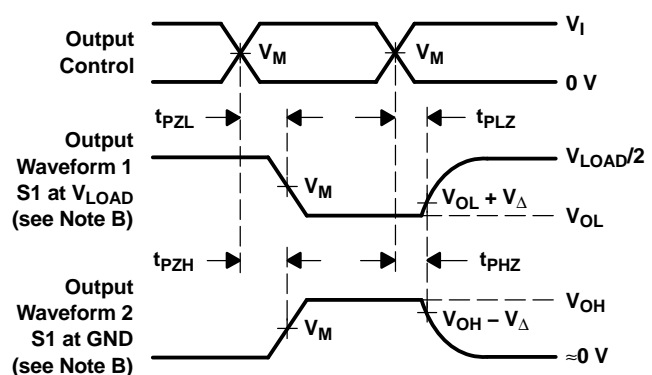 Output
Control
V_M
V_M
V_I
0 V
t_PZL
t_PLZ
Output
Waveform 1
S1 at V_LOAD
(see Note B)
V_M
V_LOAD/2
V_OL + V_Δ
V_OL
t_PZH
t_PHZ
Output
Waveform 2
S1 at GND
(see Note B)
V_M
V_OH
V_OH – V_Δ
≈0 V